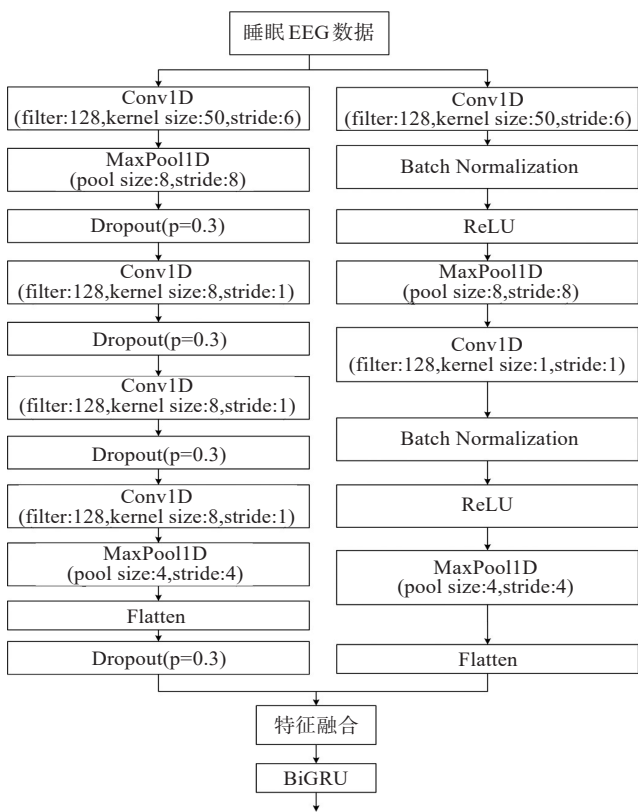 睡眠EEG数据
Conv1D
(filter:128,kernel size:50,stride:6)
MaxPool1D
(pool size:8,stride:8)
Dropout(p=0.3)
Conv1D
(filter:128,kernel size:8,stride:1)
Dropout(p=0.3)
Conv1D
(filter:128,kernel size:8,stride:1)
Dropout(p=0.3)
Conv1D
(filter:128,kernel size:8,stride:1)
MaxPool1D
(pool size:4,stride:4)
Flatten
Dropout(p=0.3)
Conv1D
(filter:128,kernel size:50,stride:6)
Batch Normalization
ReLU
MaxPool1D
(pool size:8,stride:8)
Conv1D
(filter:128,kernel size:1,stride:1)
Batch Normalization
ReLU
MaxPool1D
(pool size:4,stride:4)
Flatten
特征融合
BiGRU